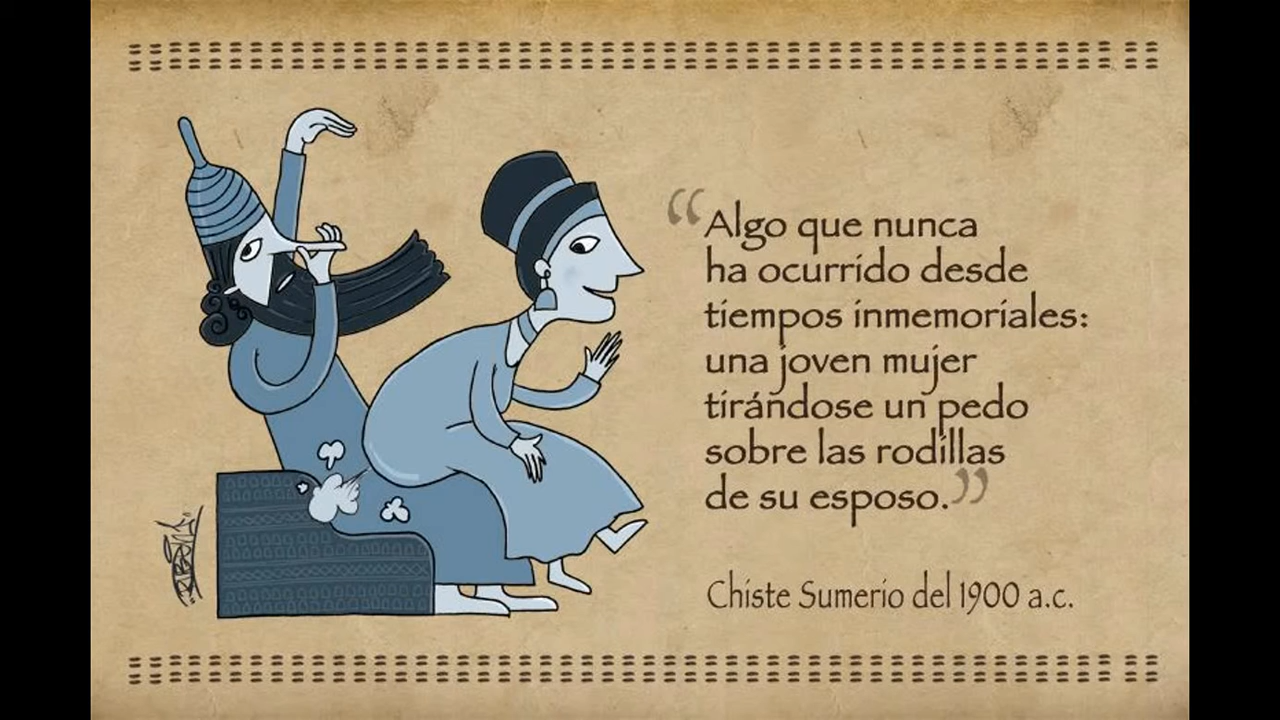 “Algo que nunca
ha ocurrido desde
tiempos inmemoriales:
una joven mujer
tirándose un pedo
sobre las rodillas
de su esposo.”
Chiste Sumerio del 1900 a.c.